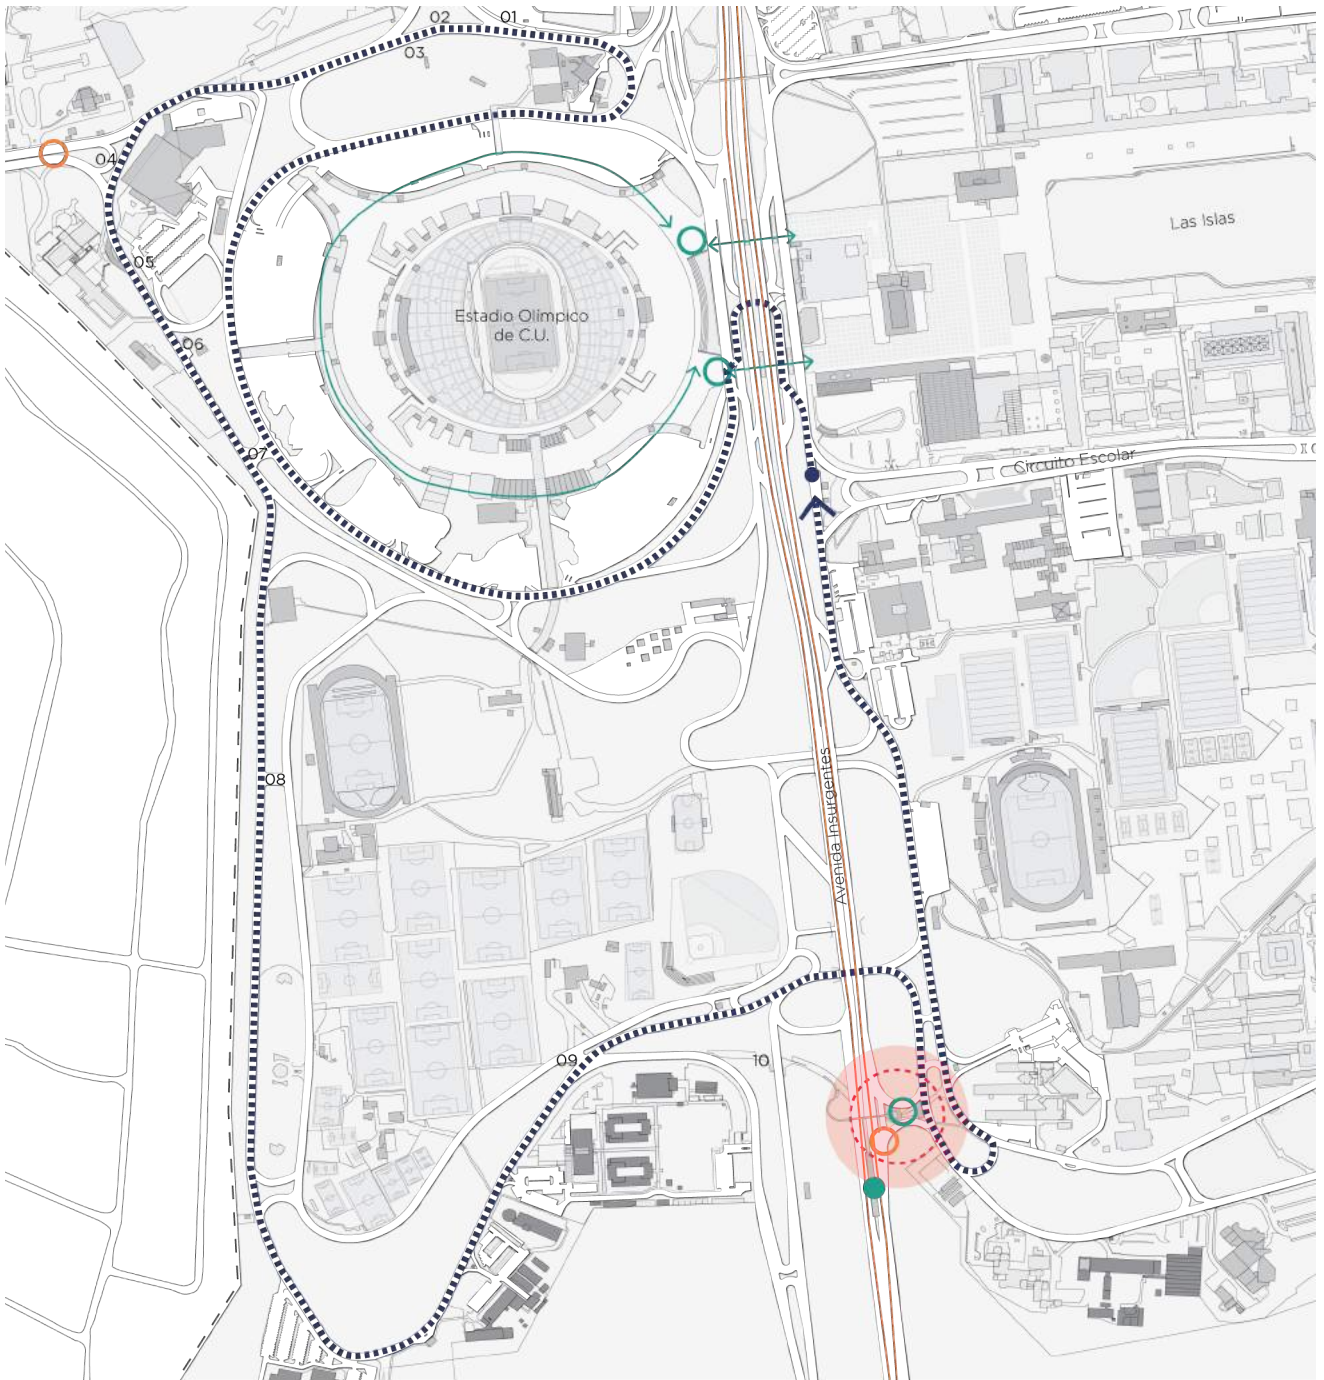 02
01
03
04
Las Islas
05
Estadio Olímpico
de C.U.
06
07
Circuito Escolar
08
Avenida Insurgentes
09
10